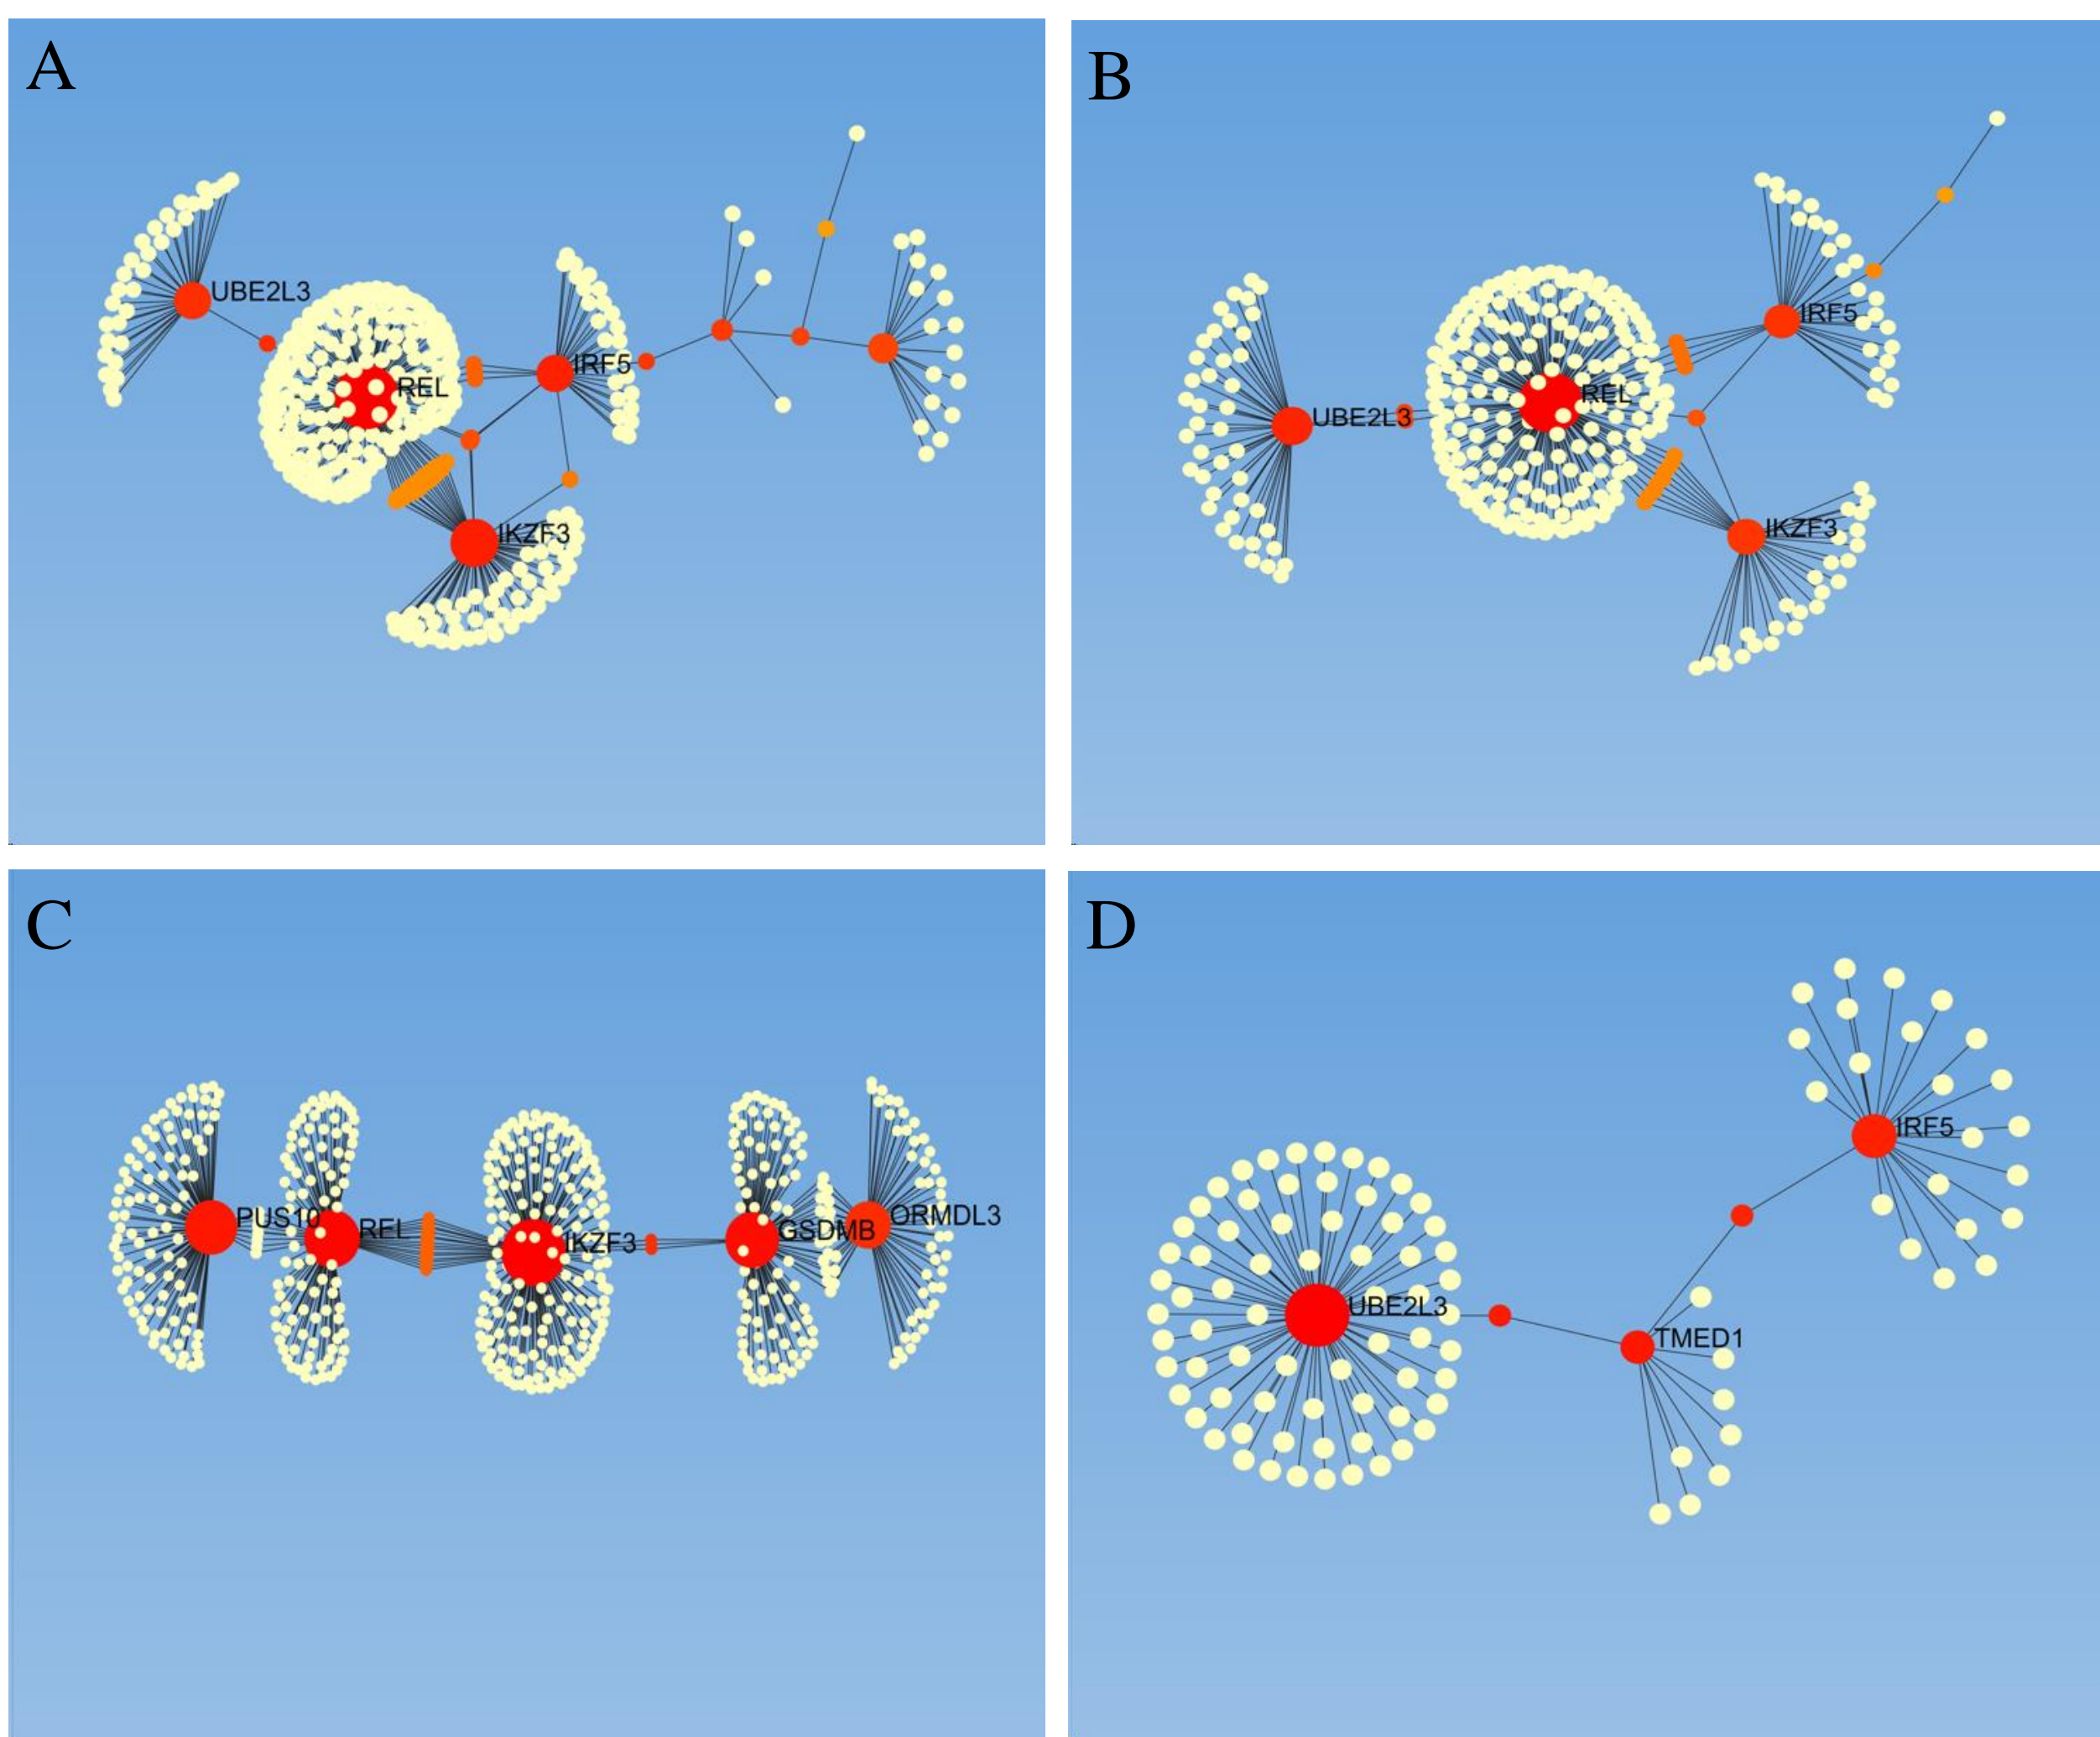 A
UBE2L3
REL
IRF5
IKZF3
B
IRF5
REL
UBE2L3
IKZF3
C
PUS10
REL
IKZF3
GSDMB
ORMDL3
D
IRF5
UBE2L3
TMED1